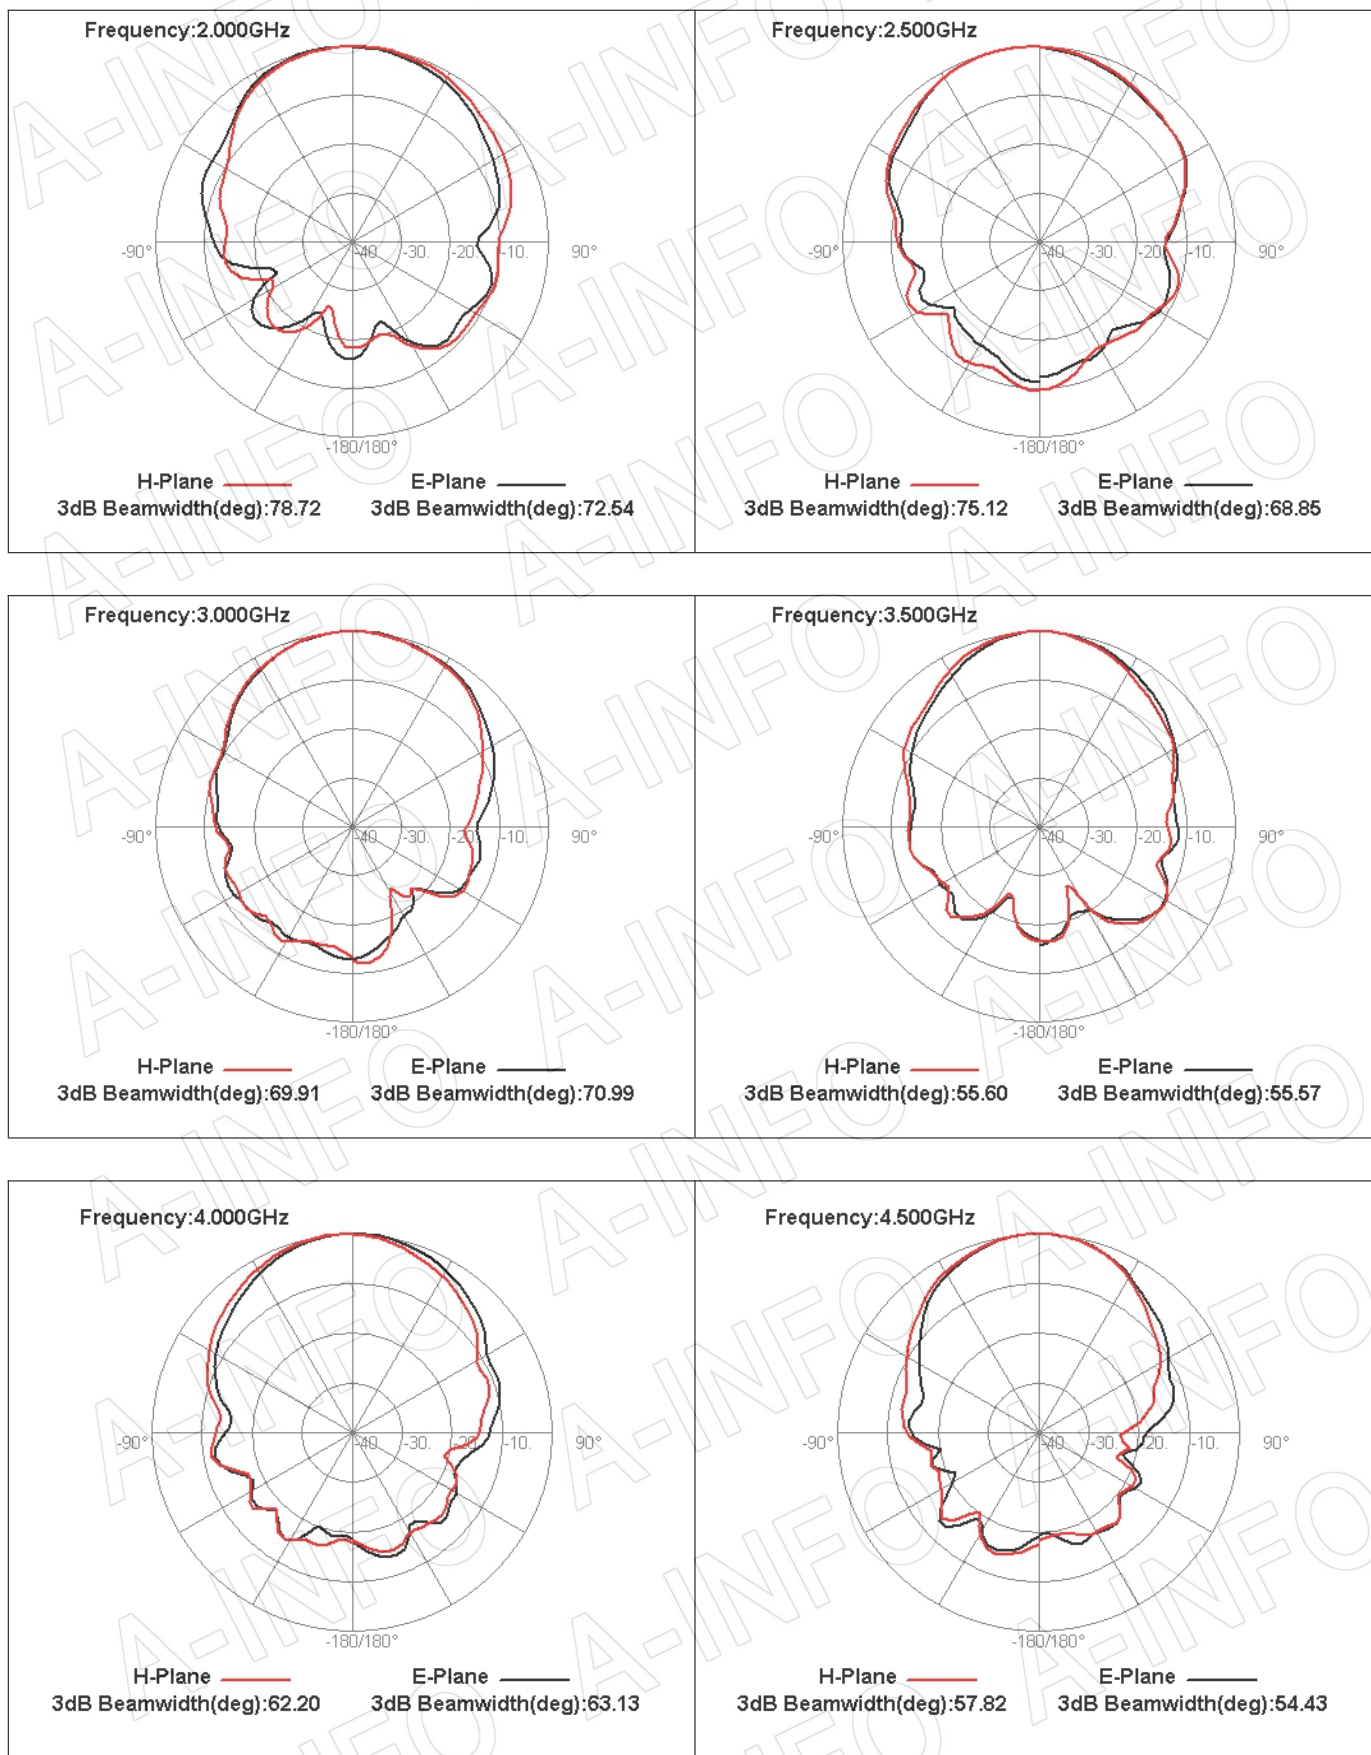 Frequency:2.000GHz
-90° -40 -30. -20. -10. 90°
-180/180°
H-Plane E-Plane
3dB Beamwidth(deg):78.72 3dB Beamwidth(deg):72.54
Frequency:2.500GHz
-90° -40 -30. -20. -10. 90°
-180/180°
H-Plane E-Plane
3dB Beamwidth(deg):75.12 3dB Beamwidth(deg):68.85
Frequency:3.000GHz
-90° -40 -30. -20. -10. 90°
-180/180°
H-Plane E-Plane
3dB Beamwidth(deg):69.91 3dB Beamwidth(deg):70.99
Frequency:3.500GHz
-90° -40 -30. -20. -10. 90°
-180/180°
H-Plane E-Plane
3dB Beamwidth(deg):55.60 3dB Beamwidth(deg):55.57
Frequency:4.000GHz
-90° -40 -30. -20. -10. 90°
-180/180°
H-Plane E-Plane
3dB Beamwidth(deg):62.20 3dB Beamwidth(deg):63.13
Frequency:4.500GHz
-90° -40 -30. -20. -10. 90°
-180/180°
H-Plane E-Plane
3dB Beamwidth(deg):57.82 3dB Beamwidth(deg):54.43
A-INFO